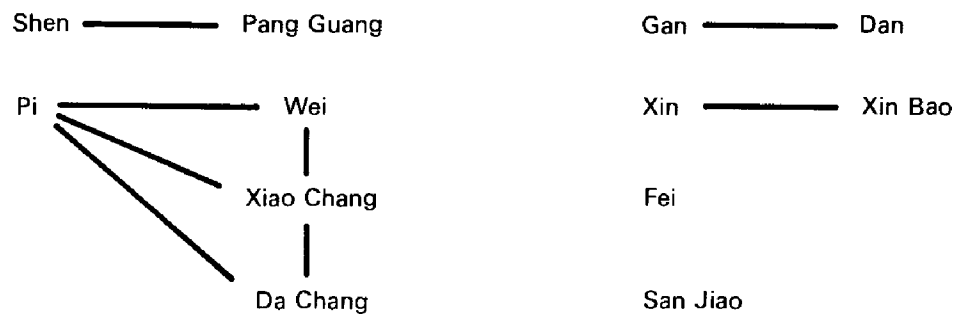 Shen Pang Guang Gan Dan
Pi Wei Xin Xin Bao
Xiao Chang Fei
Da Chang San Jiao